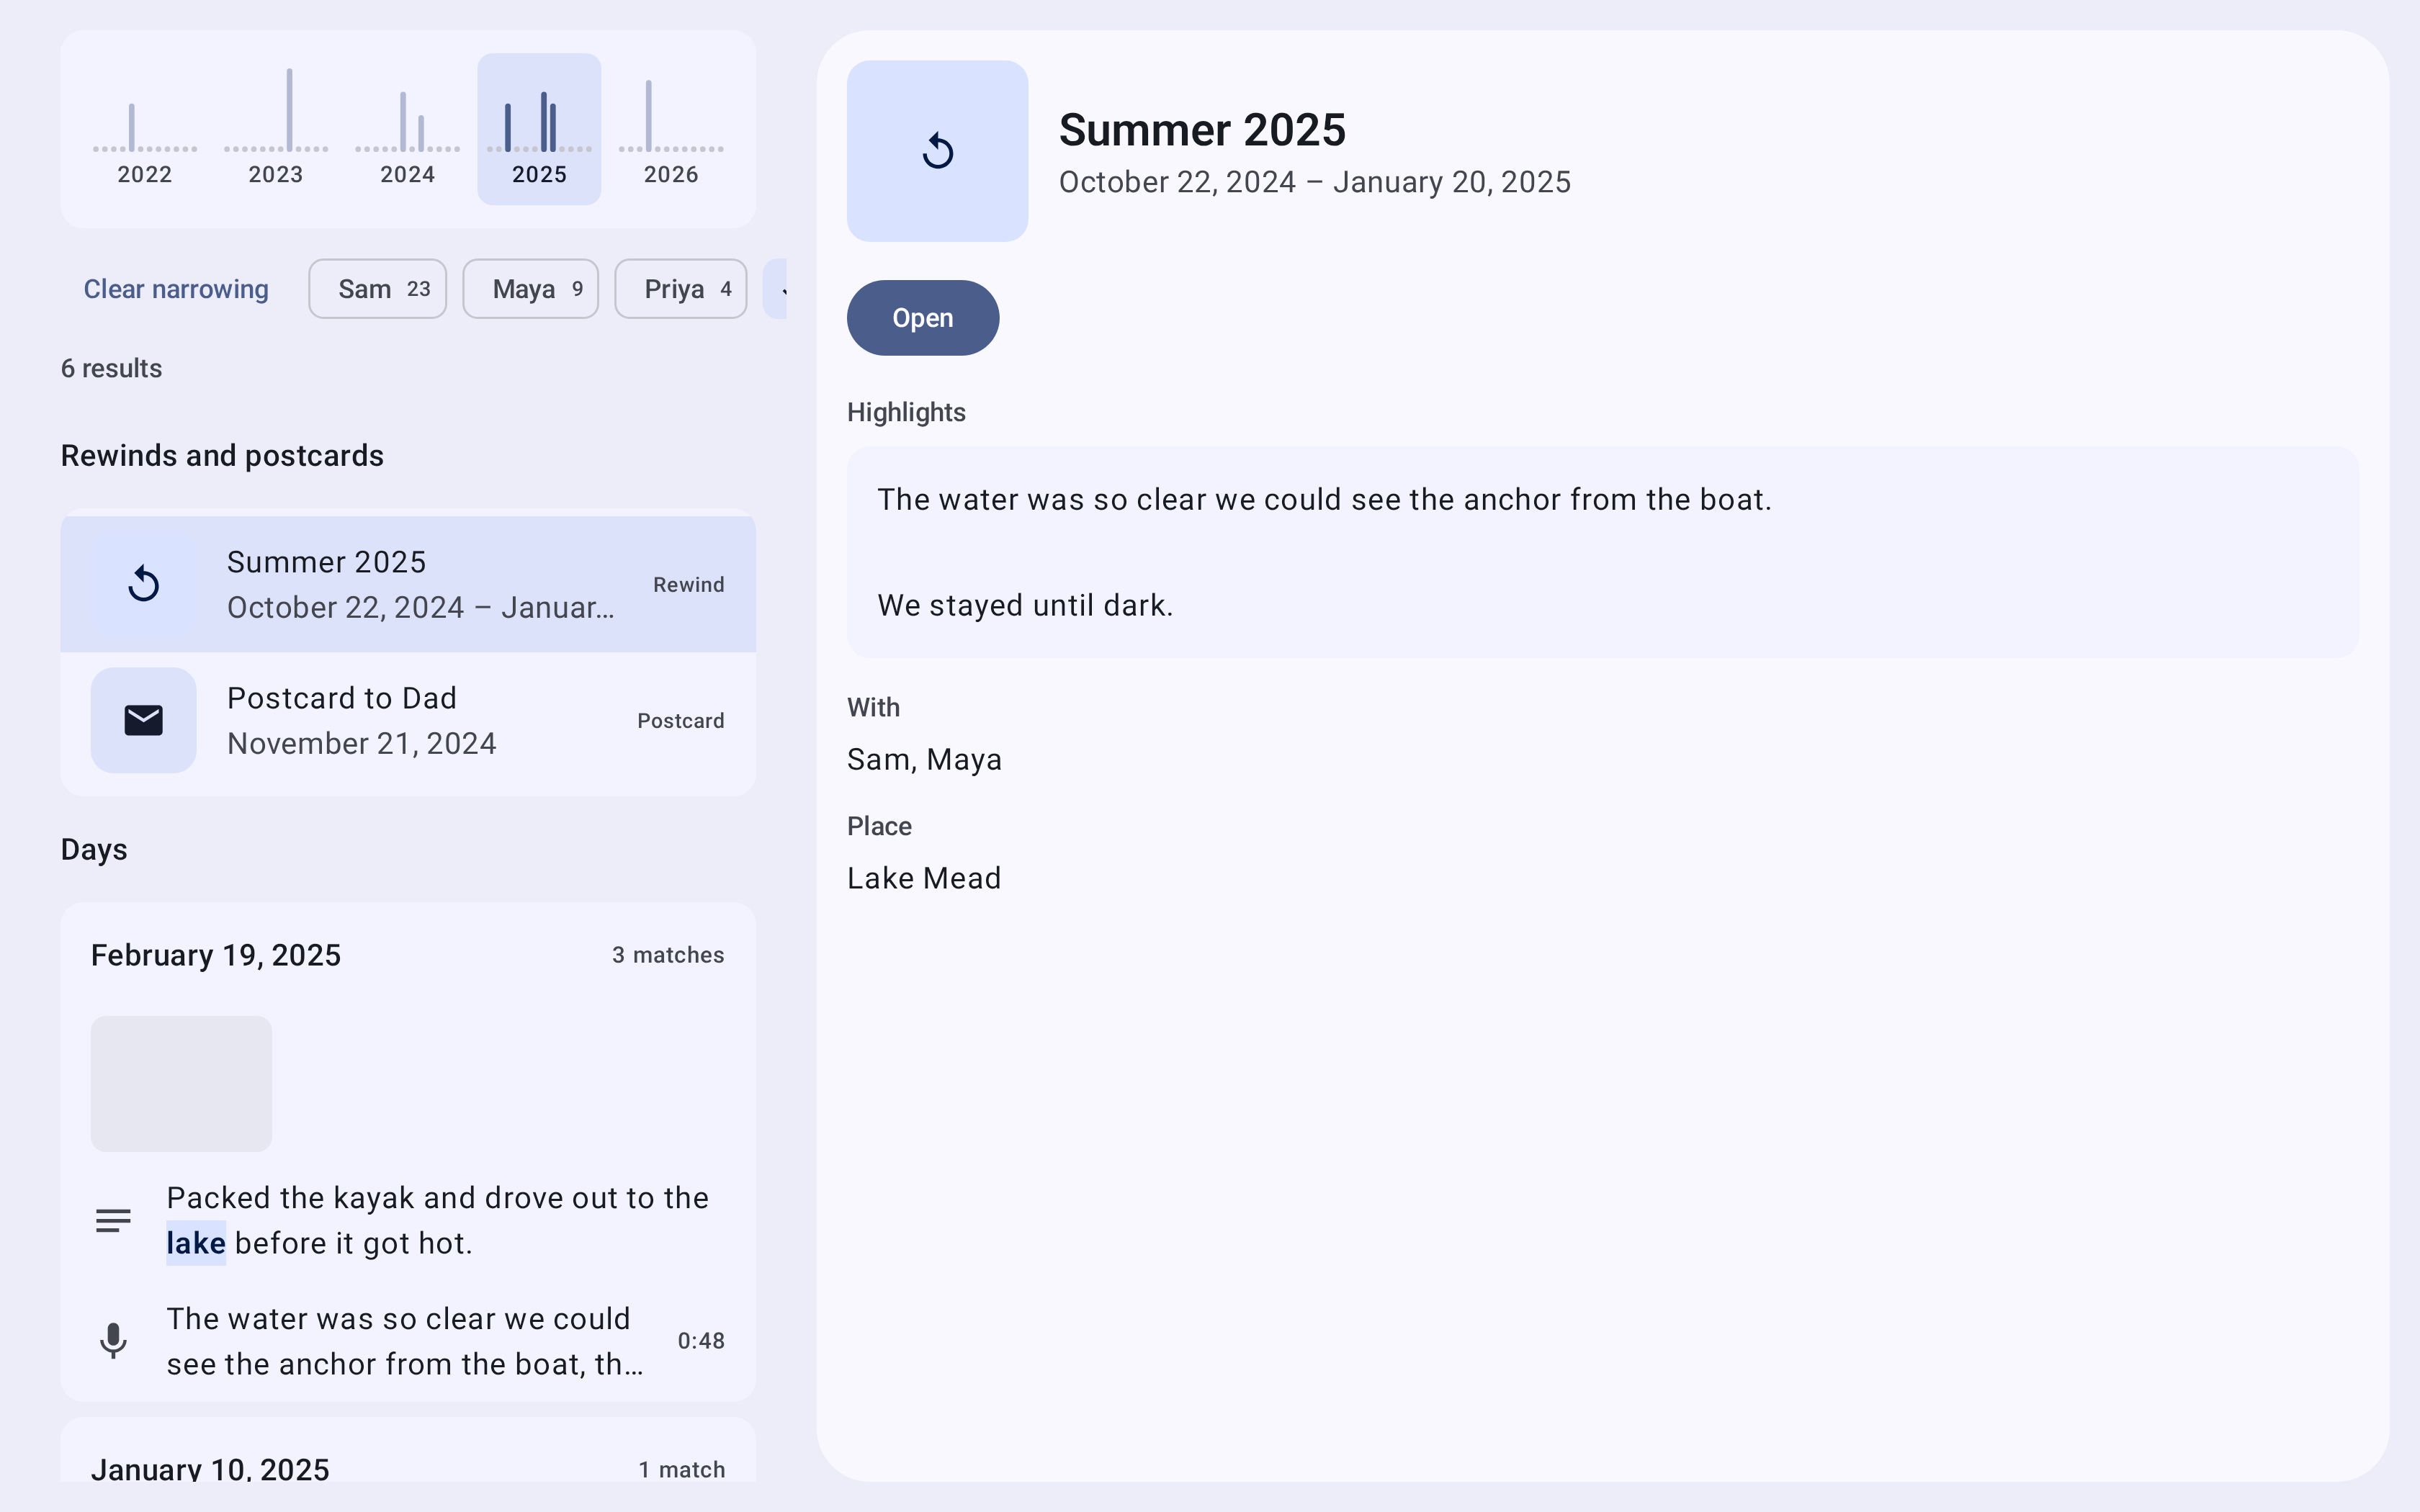 2022
2023
2024
2025
2026
Clear narrowing
Sam 23
Maya 9
Priya 4
6 results
Rewinds and postcards
Summer 2025
October 22, 2024 – Januar...
Rewind
Postcard to Dad
November 21, 2024
Postcard
Days
February 19, 2025
3 matches
Packed the kayak and drove out to the
lake before it got hot.
The water was so clear we could
see the anchor from the boat, th...
0:48
January 10, 2025
1 match
Summer 2025
October 22, 2024 – January 20, 2025
Open
Highlights
The water was so clear we could see the anchor from the boat.
We stayed until dark.
With
Sam, Maya
Place
Lake Mead